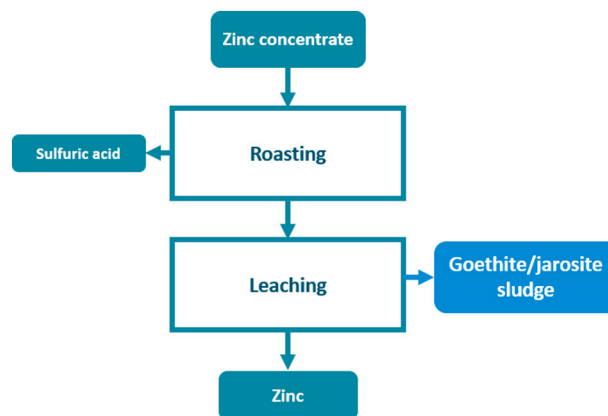 Zinc concentrate
Roasting
Sulfuric acid
Leaching
Goethite/jarosite
sludge
Zinc